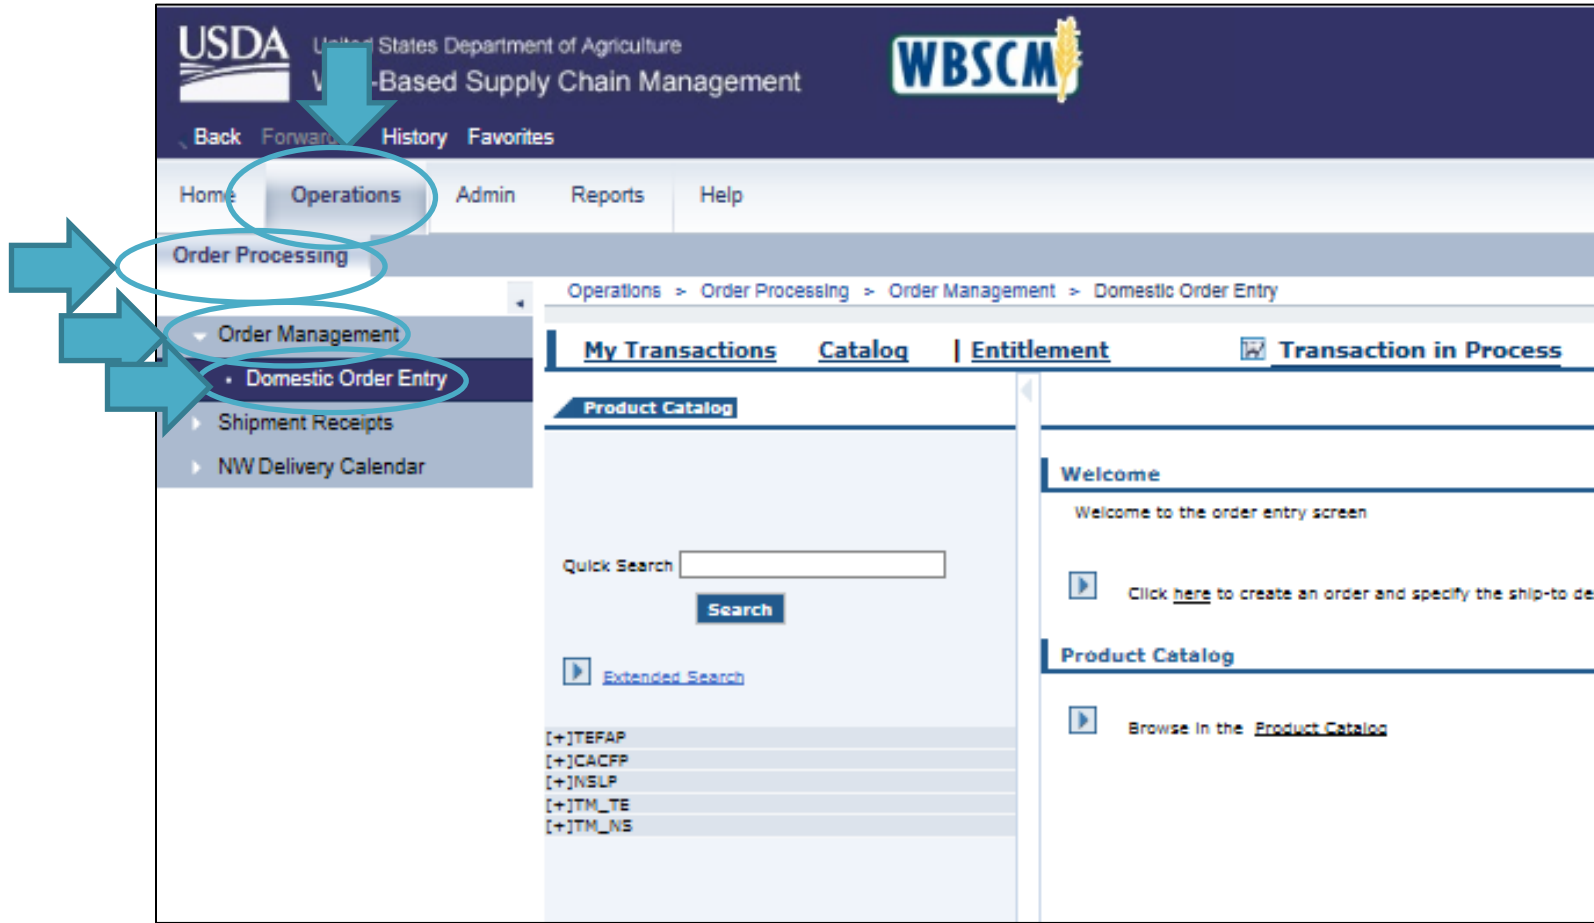 USDA United States Department of Agriculture
-Based Supply Chain Management
WBSCM
Back Forward History Favorites
Home Operations Admin Reports Help
Order Processing
Operations > Order Processing > Order Management > Domestic Order Entry
Order Management
Domestic Order Entry
Shipment Receipts
NW Delivery Calendar
My Transactions Catalog | Entitlement Transaction in Process
Product Catalog
Quick Search
Search
Extended Search
[+]TEFAP
[+]CACFP
[+]NSLP
[+]TM_TE
[+]TM_NS
Welcome
Welcome to the order entry screen
Click here to create an order and specify the ship-to de
Product Catalog
Browse in the Product Catalog